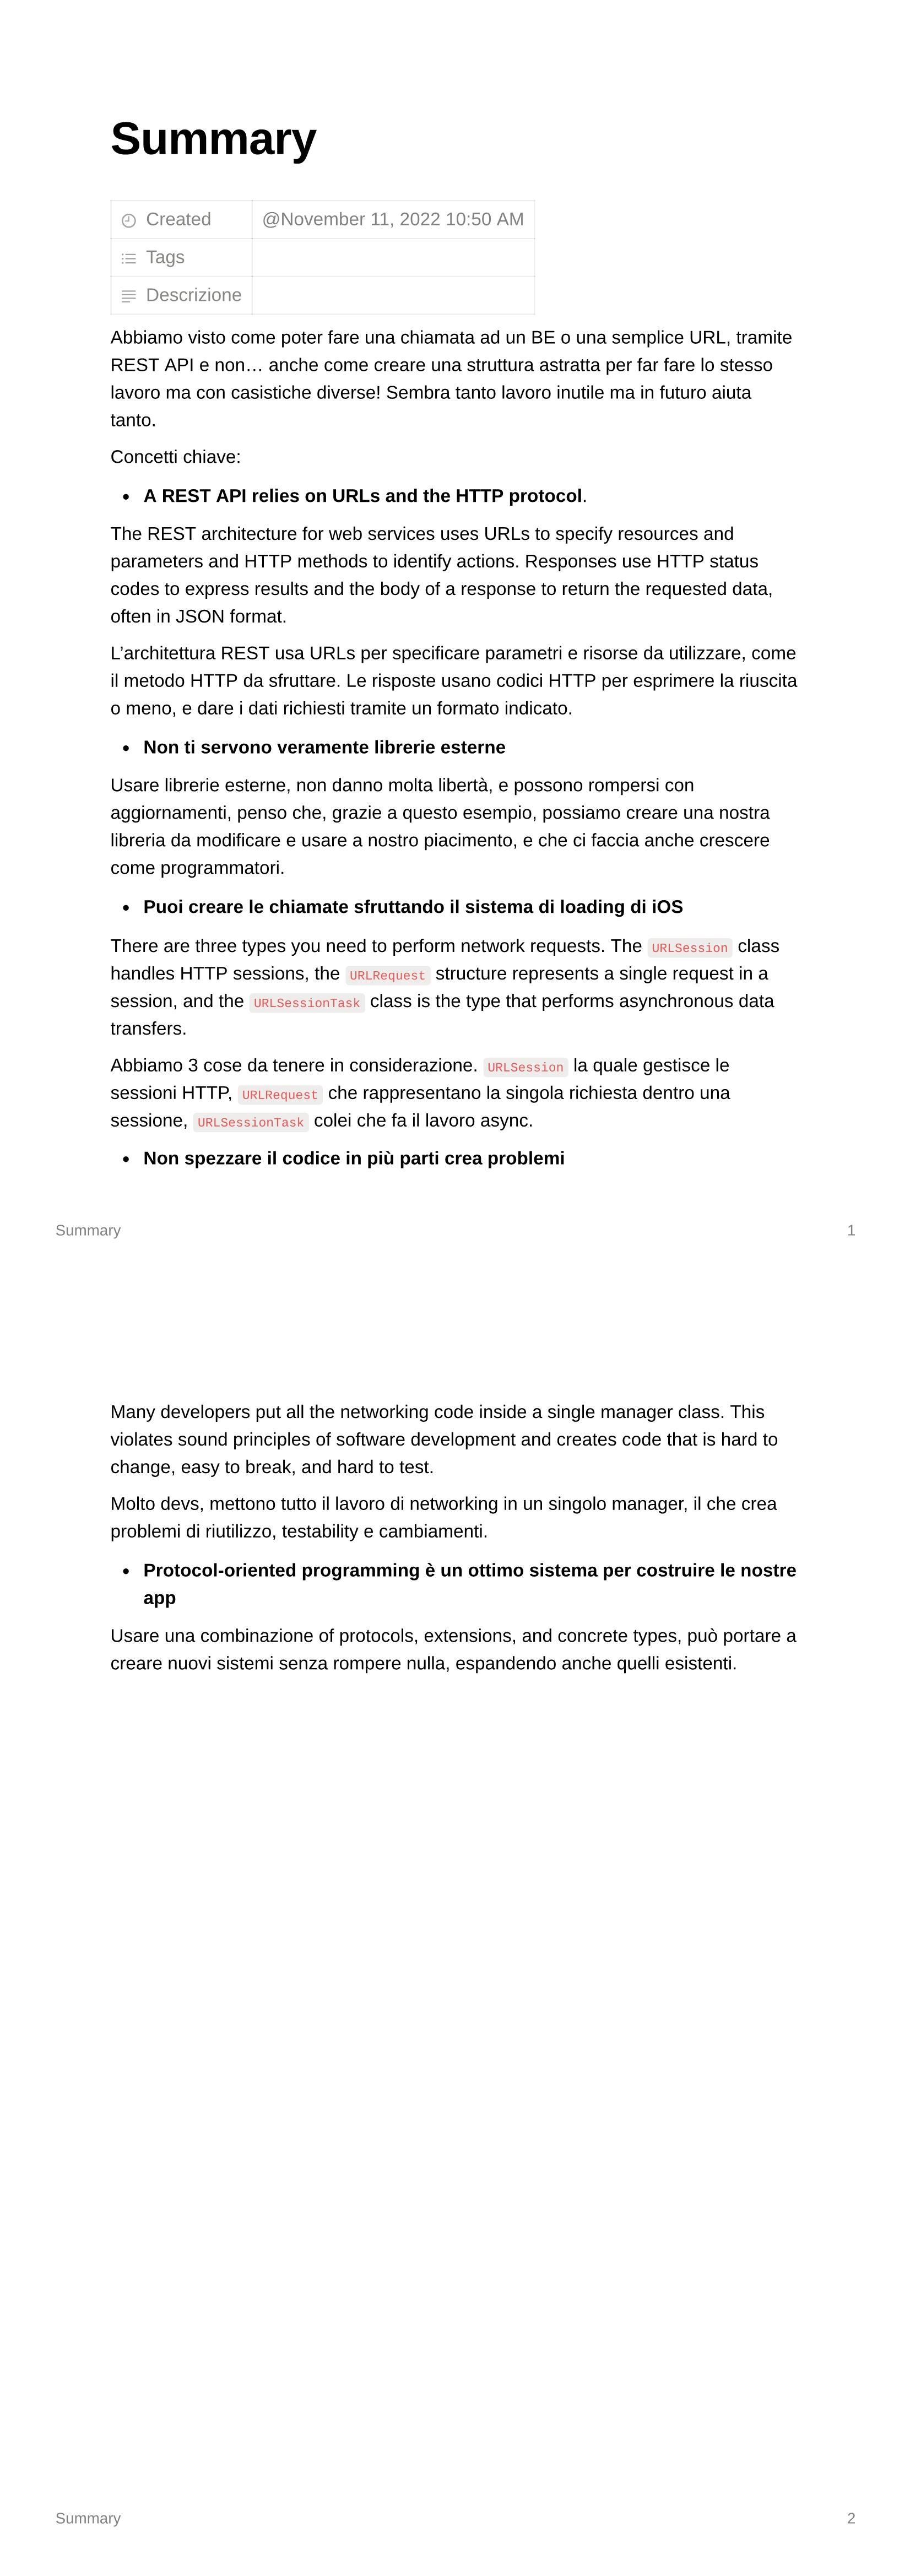 Summary
Created @November 11, 2022 10:50 AM
Tags
Descrizione
Abbiamo visto come poter fare una chiamata ad un BE o una semplice URL, tramite
REST API e non… anche come creare una struttura astratta per far fare lo stesso
lavoro ma con casistiche diverse! Sembra tanto lavoro inutile ma in futuro aiuta
tanto.
Concetti chiave:
• A REST API relies on URLs and the HTTP protocol.
The REST architecture for web services uses URLs to specify resources and
parameters and HTTP methods to identify actions. Responses use HTTP status
codes to express results and the body of a response to return the requested data,
often in JSON format.
L’architettura REST usa URLs per specificare parametri e risorse da utilizzare, come
il metodo HTTP da sfruttare. Le risposte usano codici HTTP per esprimere la riuscita
o meno, e dare i dati richiesti tramite un formato indicato.
• Non ti servono veramente librerie esterne
Usare librerie esterne, non danno molta libertà, e possono rompersi con
aggiornamenti, penso che, grazie a questo esempio, possiamo creare una nostra
libreria da modificare e usare a nostro piacimento, e che ci faccia anche crescere
come programmatori.
• Puoi creare le chiamate sfruttando il sistema di loading di iOS
There are three types you need to perform network requests. The URLSession class
handles HTTP sessions, the URLRequest structure represents a single request in a
session, and the URLSessionTask class is the type that performs asynchronous data
transfers.
Abbiamo 3 cose da tenere in considerazione. URLSession la quale gestisce le
sessioni HTTP, URLRequest che rappresentano la singola richiesta dentro una
sessione, URLSessionTask colei che fa il lavoro async.
• Non spezzare il codice in più parti crea problemi
Summary 1
Many developers put all the networking code inside a single manager class. This
violates sound principles of software development and creates code that is hard to
change, easy to break, and hard to test.
Molto devs, mettono tutto il lavoro di networking in un singolo manager, il che crea
problemi di riutilizzo, testability e cambiamenti.
• Protocol-oriented programming è un ottimo sistema per costruire le nostre
app
Usare una combinazione of protocols, extensions, and concrete types, può portare a
creare nuovi sistemi senza rompere nulla, espandendo anche quelli esistenti.
Summary 2